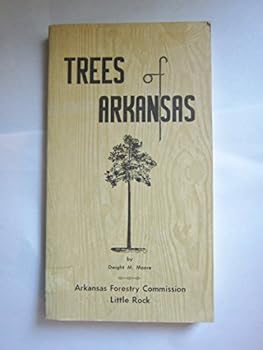 TREES of
ARKANSAS
by
Dwight M. Moore
Arkansas Forestry Commission
Little Rock